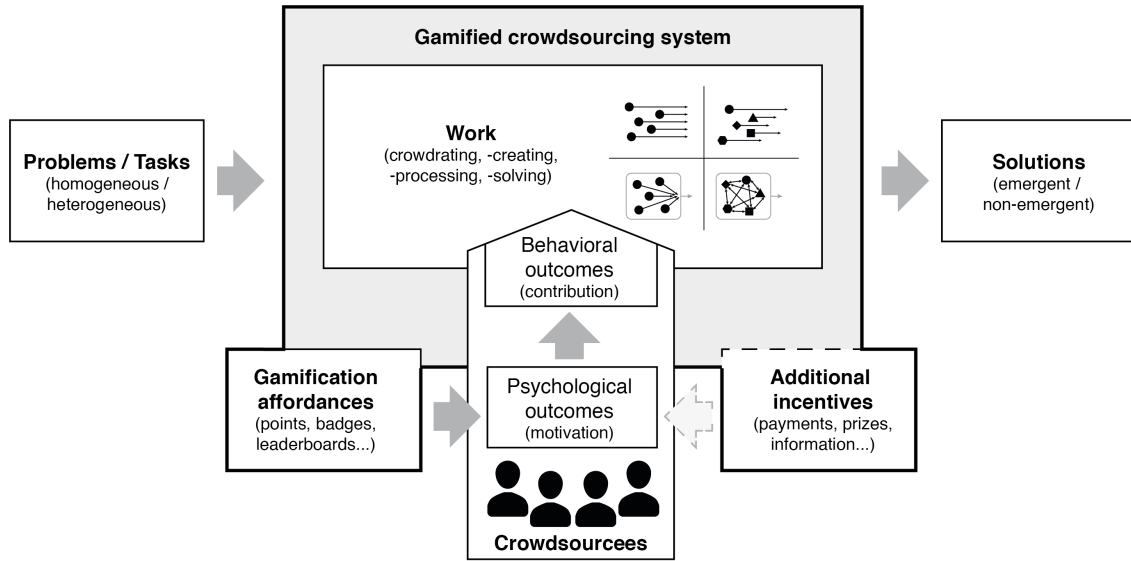 Gamified crowdsourcing system
Problems / Tasks
(homogeneous /
heterogeneous)
Work
(crowdrating, -creating,
-processing, -solving)
Solutions
(emergent /
non-emergent)
Behavioral
outcomes
(contribution)
Gamification
affordances
(points, badges,
leaderboards...)
Psychological
outcomes
(motivation)
Additional
incentives
(payments, prizes,
information...)
Crowdsourcees